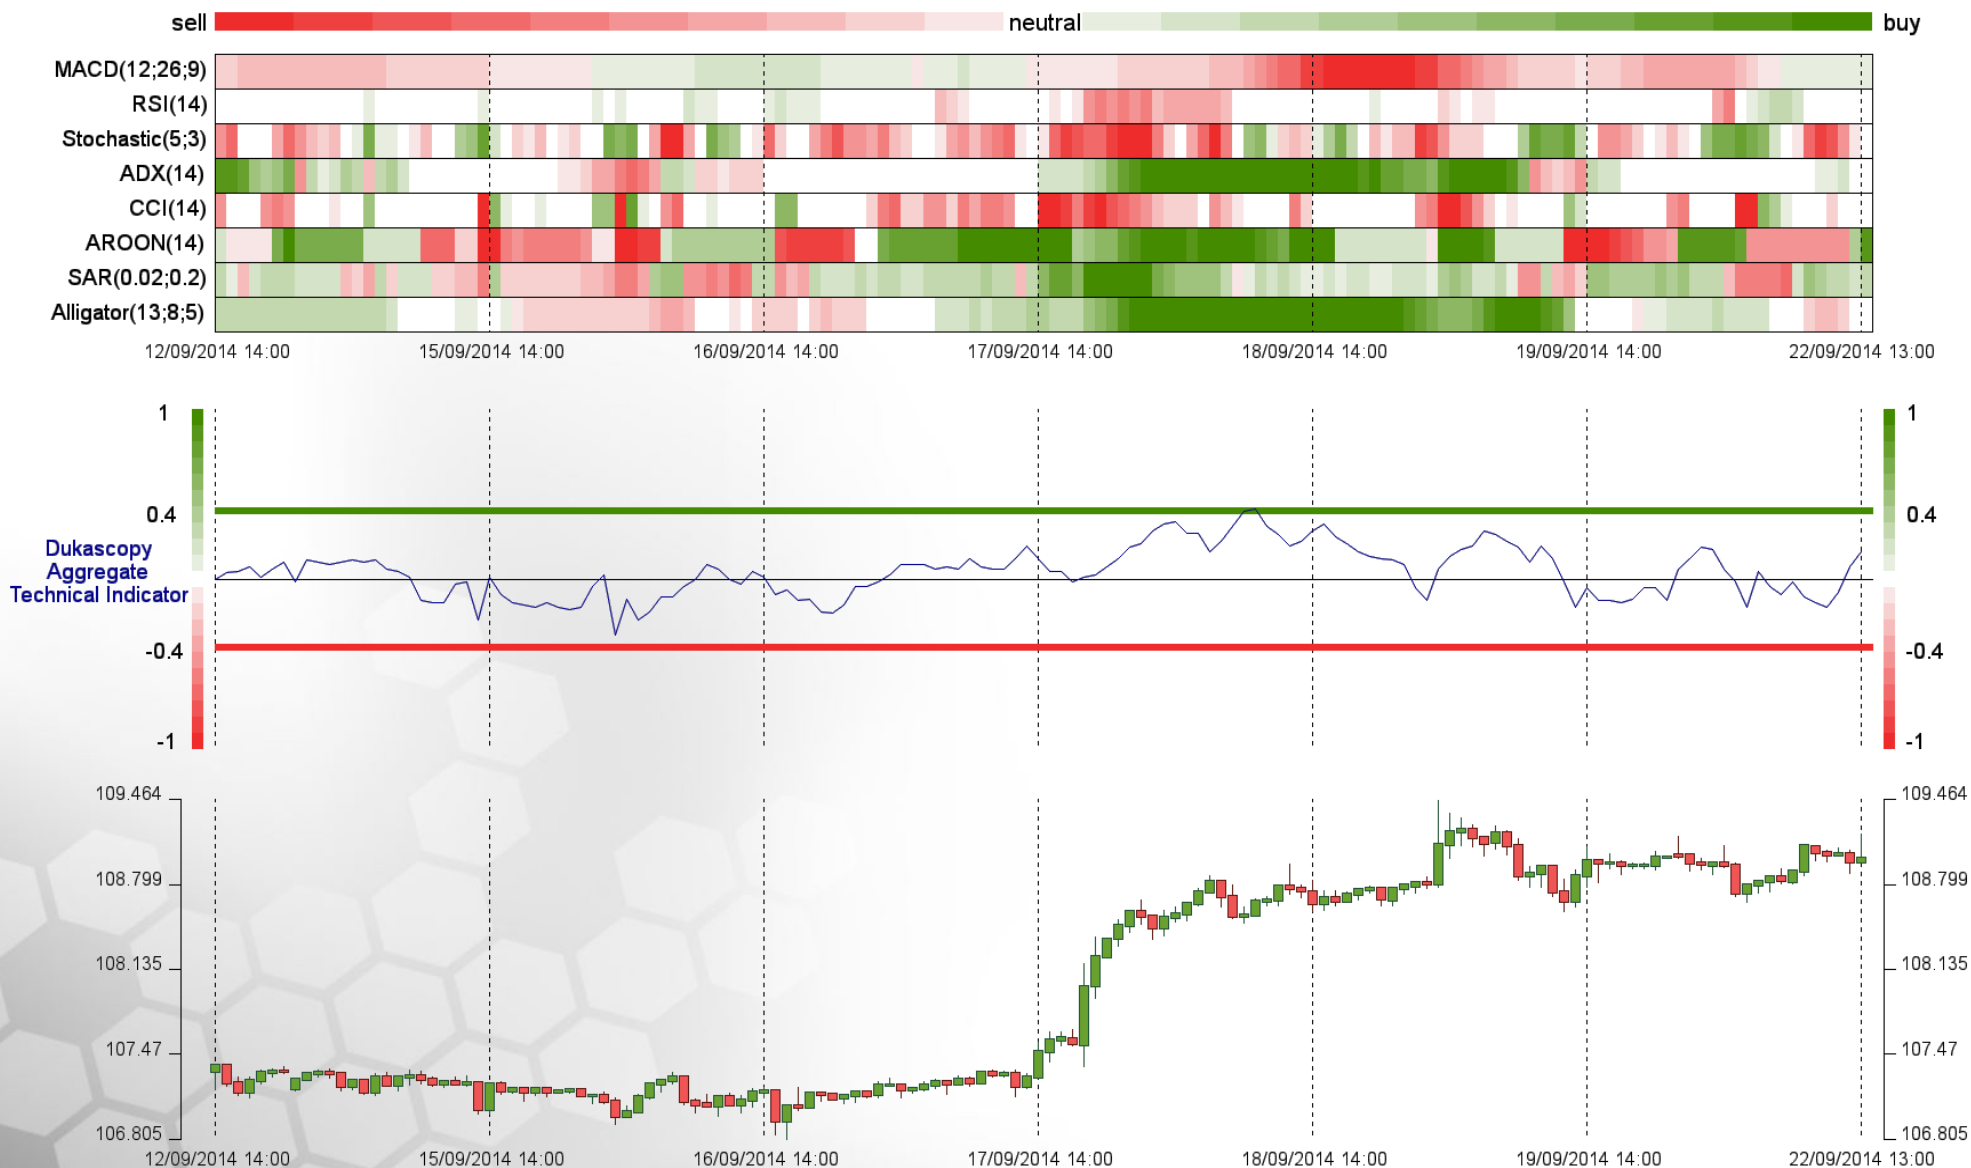 sell neutral buy
MACD(12;26;9)
RSI(14)
Stochastic(5;3)
ADX(14)
CCI(14)
AROON(14)
SAR(0.02;0.2)
Alligator(13;8;5)
12/09/2014 14:00 15/09/2014 14:00 16/09/2014 14:00 17/09/2014 14:00 18/09/2014 14:00 19/09/2014 14:00 22/09/2014 13:00
1 1
0.4 0.4
Dukascopy
Aggregate
Technical Indicator
-0.4 -0.4
-1 -1
109.464 109.464
108.799 108.799
108.135 108.135
107.47 107.47
106.805 106.805
12/09/2014 14:00 15/09/2014 14:00 16/09/2014 14:00 17/09/2014 14:00 18/09/2014 14:00 19/09/2014 14:00 22/09/2014 13:00